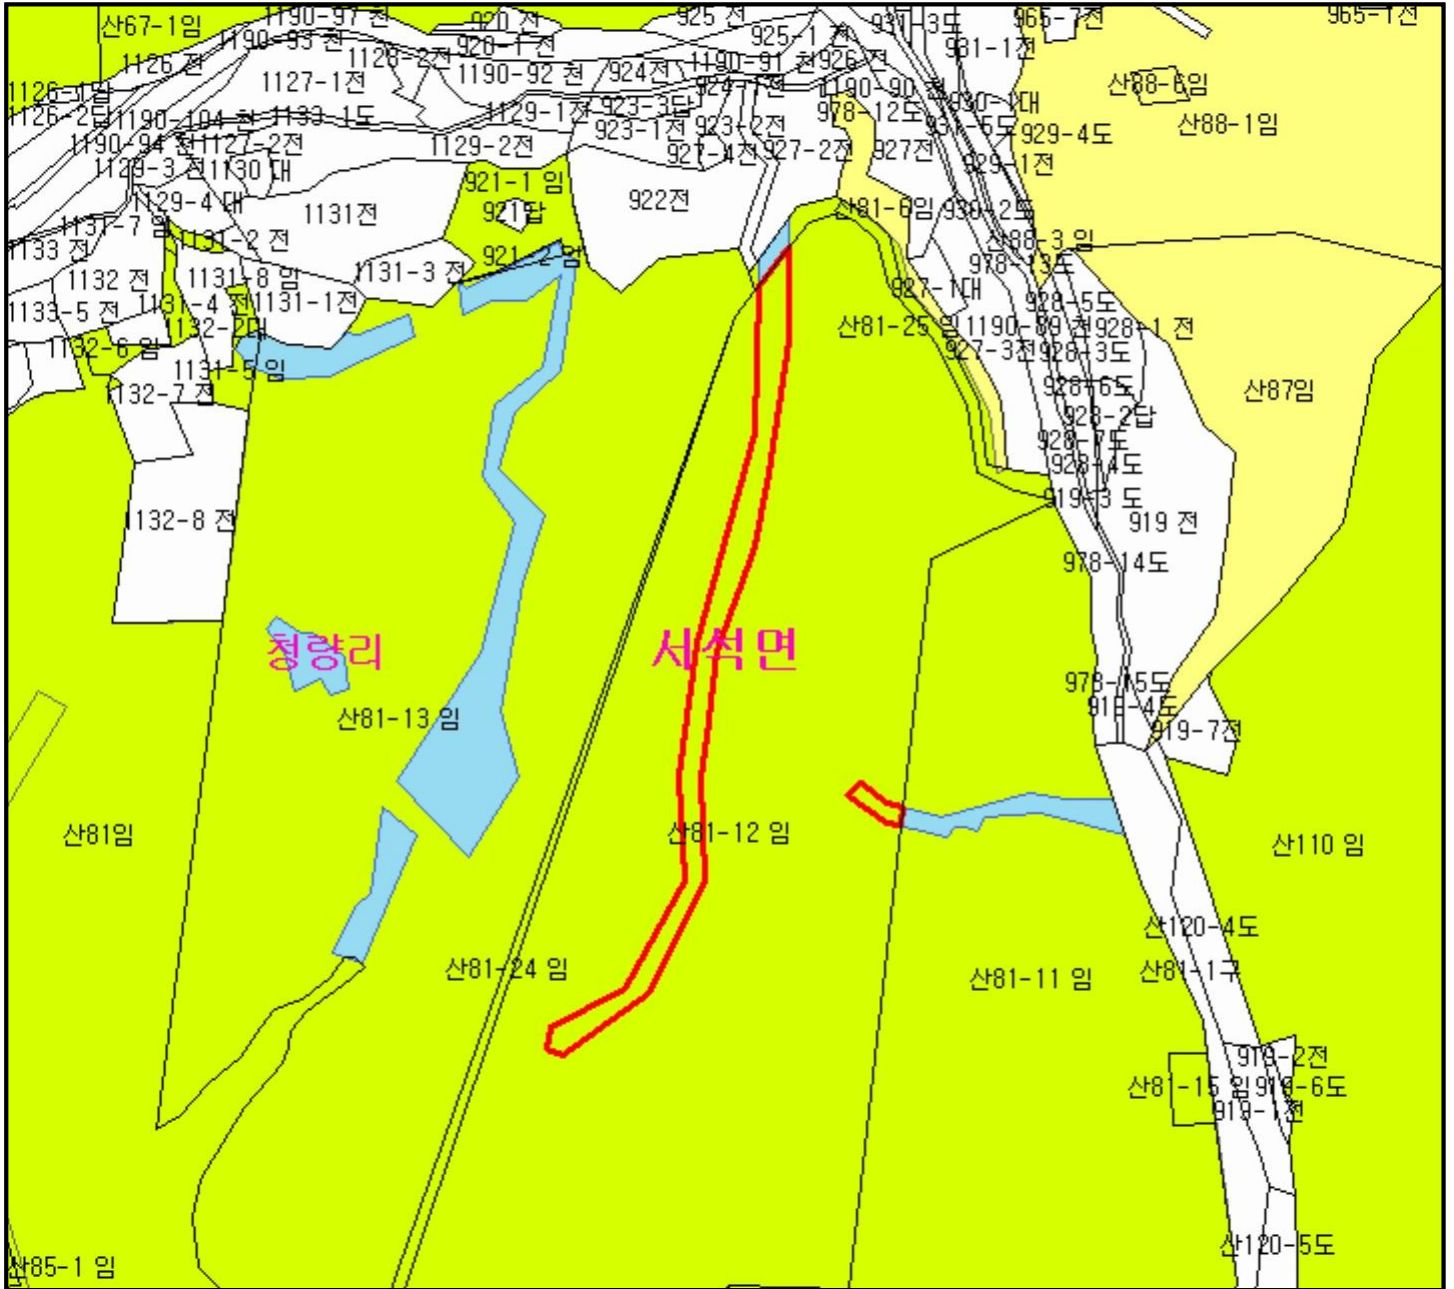 산67-1임
1190-97 전
920 전
925 전
931-3도
965-7전
965-1전
1190-93 전
1128-2전
920-1 전
925-1 전
931-1전
1126 전
1190-91 천
926 전
1127-1전
1190-92 천
924전
924-1전
1190-90 천
산88-6임
1126-1답
1126-2답
1190-104 천
1133-1도
1129-1전
923-3답
978-12도
930-1대
931-5도
929-4도
산88-1임
923-1전
923-2전
1190-94 천
1127-2전
1129-2전
927-4전
927-2전
927전
929-1전
1129-3 전
1130 대
921-1 임
1129-4 대
1131전
921답
922전
산81-6임
930-2도
1131-7 임
1131-2 전
921-2 임
산88-3 임
1133 전
978-13도
1132 전
1131-8 임
1131-3 전
927-1대
1133-5 전
1131-4 전
1131-1전
928-5도
1132-2대
산81-25 임
1190-89 천
928-1 전
1132-6 임
927-3전
928-3도
1131-5 임
928-6도
산87임
1132-7 전
928-2답
928-7도
928-4도
919-3 도
1132-8 전
919 전
978-14도
청량리
서석면
978-15도
919-4도
산81-13 임
919-7전
산81임
산81-12 임
산110 임
산120-4도
산81-24 임
산81-11 임
산81-1구
919-2전
산81-15 임
919-6도
919-1전
산120-5도
산85-1 임